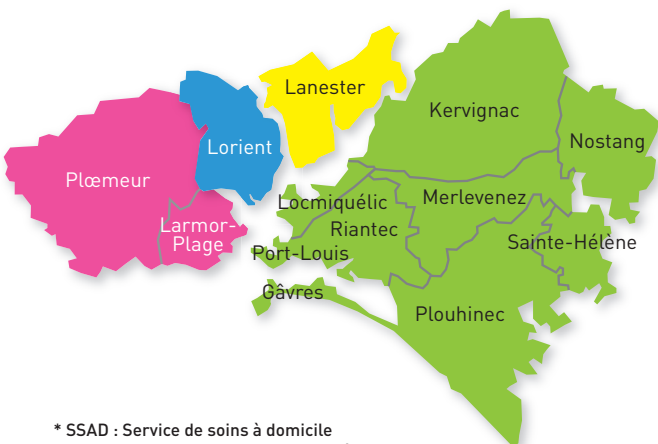 Lanester
Kervignac
Nostang
Lorient
Plœmeur
Locmiquélic
Merlevenez
Larmor-
Plage
Riantec
Sainte-Hélène
Port-Louis
Gâvres
Plouhinec
* SSAD : Service de soins à domicile